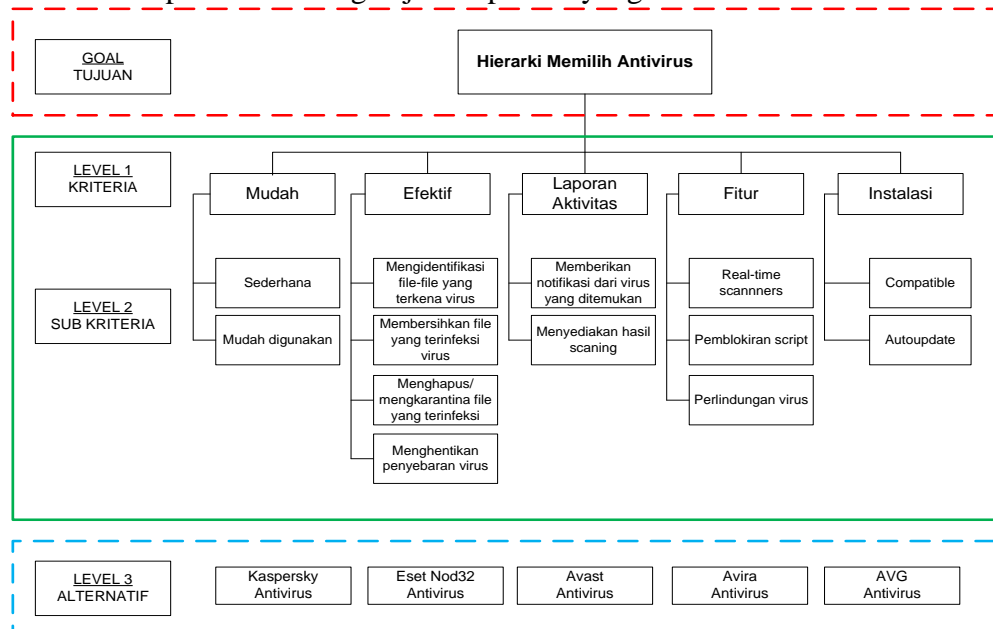 GOAL
TUJUAN
Hierarki Memilih Antivirus
LEVEL 1
KRITERIA
Mudah
Efektif
Laporan
Aktivitas
Fitur
Instalasi
LEVEL 2
SUB KRITERIA
Sederhana
Mudah digunakan
Mengidentifikasi
file-file yang
terkena virus
Membersihkan file
yang terinfeksi
virus
Menghapus/
mengkarantina file
yang terinfeksi
Menghentikan
penyebaran virus
Memberikan
notifikasi dari virus
yang ditemukan
Menyediakan hasil
scaning
Real-time
scannners
Pemblokiran script
Perlindungan virus
Compatible
Autoupdate
LEVEL 3
ALTERNATIF
Kaspersky
Antivirus
Eset Nod32
Antivirus
Avast
Antivirus
Avira
Antivirus
AVG
Antivirus